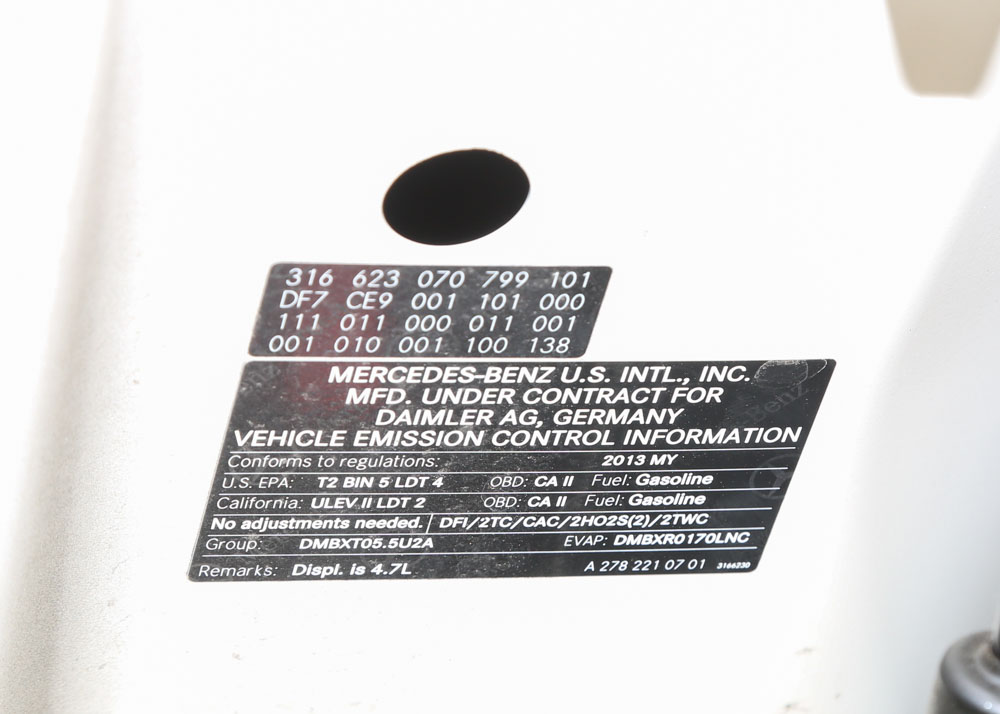 316 623 070 799 101
DF7 CE9 001 101 000
111 011 000 011 001
001 010 001 100 138
MERCEDES-BENZ U.S. INTL., INC.
MFD. UNDER CONTRACT FOR
DAIMLER AG, GERMANY
VEHICLE EMISSION CONTROL INFORMATION
Conforms to regulations: 2013 MY
U.S. EPA: T2 BIN 5 LDT 4 OBD: CA II Fuel: Gasoline
California: ULEV II LDT 2 OBD: CA II Fuel: Gasoline
No adjustments needed. DFI/2TC/CAC/2HO2S(2)/2TWC
Group: DMBXT05.5U2A EVAP: DMBXR0170LNC
Remarks: Displ. is 4.7L A 278 221 07 01 3166230